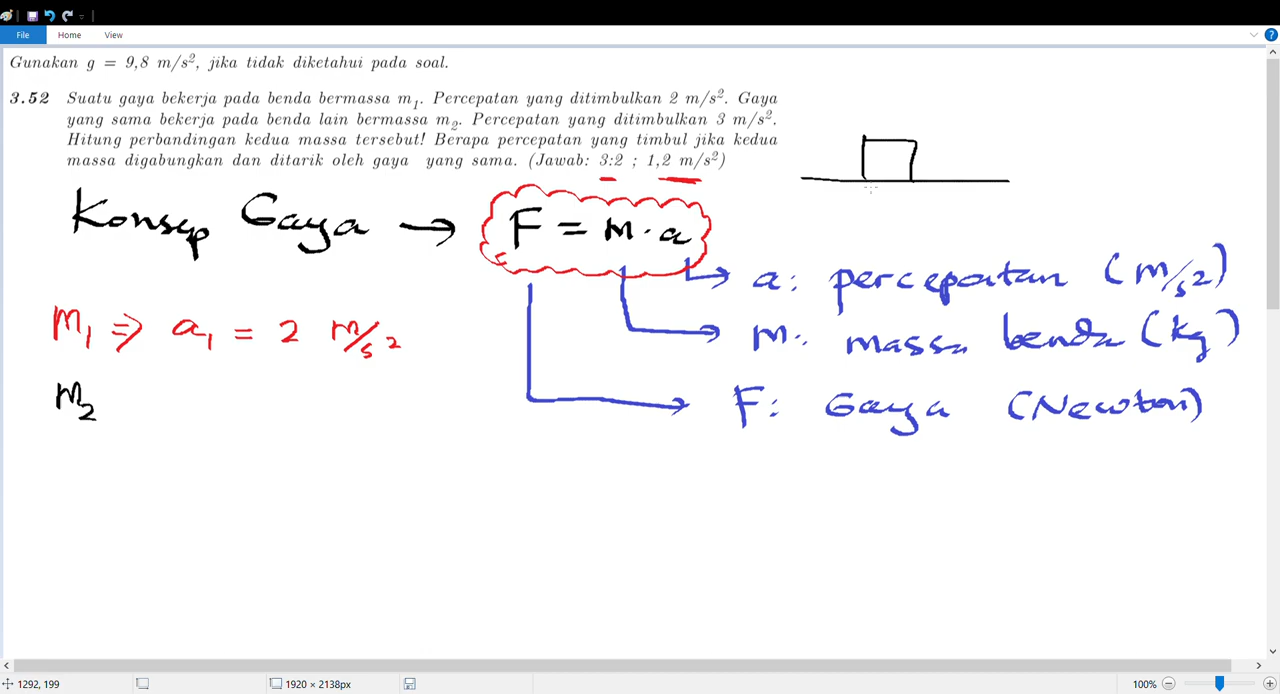 File Home View
Gunakan g = 9,8 m/s², jika tidak diketahui pada soal.
3.52 Suatu gaya bekerja pada benda bermassa m₁. Percepatan yang ditimbulkan 2 m/s². Gaya
yang sama bekerja pada benda lain bermassa m₂. Percepatan yang ditimbulkan 3 m/s².
Hitung perbandingan kedua massa tersebut! Berapa percepatan yang timbul jika kedua
massa digabungkan dan ditarik oleh gaya yang sama. (Jawab: 3:2 ; 1,2 m/s²)
Konsep Gaya → F = m · a
a : percepatan (m/s2)
m₁ ⇒ a₁ = 2 m/s2
m : massa benda (kg)
m₂
F : Gaya (Newton)
1292, 199 1920 × 2138px 100%